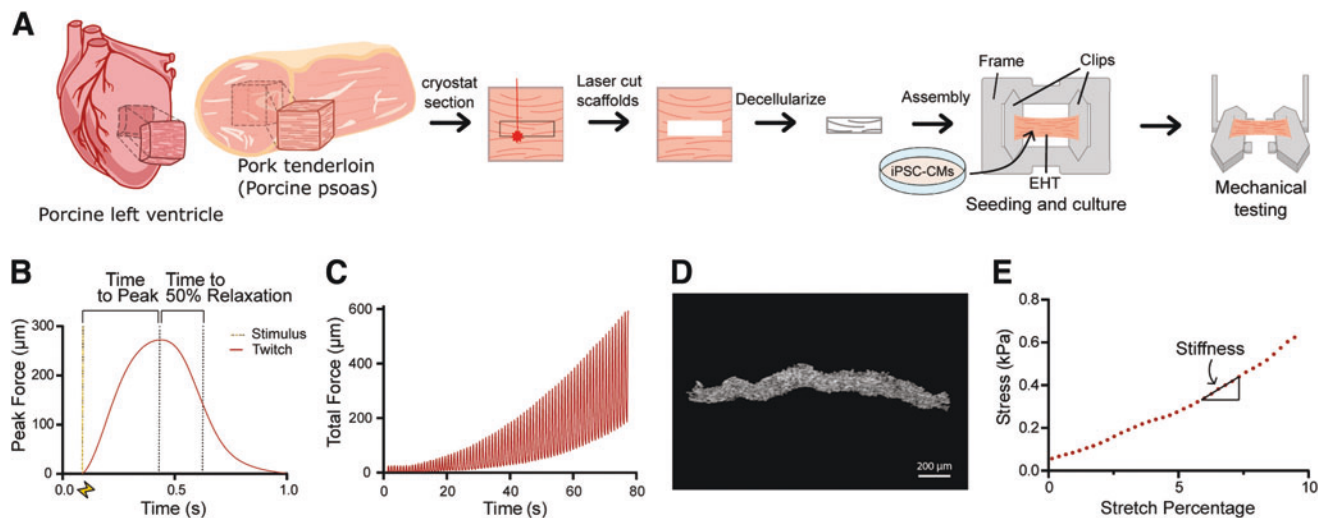 A
cryostat
section
Laser cut
scaffolds
Decellularize
Assembly
Frame
Clips
iPSC-CMs
EHT
Seeding and culture
Mechanical
testing
Pork tenderloin
(Porcine psoas)
Porcine left ventricle
B
Time
to Peak
Time to
50% Relaxation
Stimulus
Twitch
Peak Force (μm)
300
200
100
0
0.0
0.5
1.0
Time (s)
C
Total Force (μm)
600
400
200
0
0
20
40
60
80
Time (s)
D
200 μm
E
Stiffness
Stress (kPa)
0.8
0.6
0.4
0.2
0.0
0
5
10
Stretch Percentage